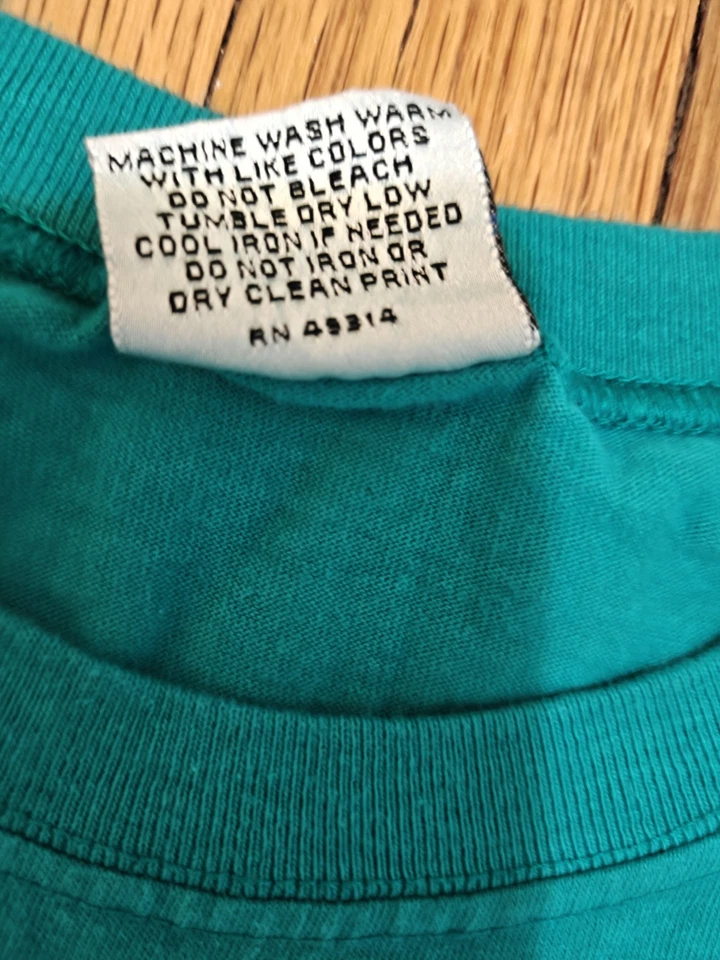 MACHINE WASH WARM
WITH LIKE COLORS
DO NOT BLEACH
TUMBLE DRY LOW
COOL IRON IF NEEDED
DO NOT IRON OR
DRY CLEAN PRINT
RN 49314